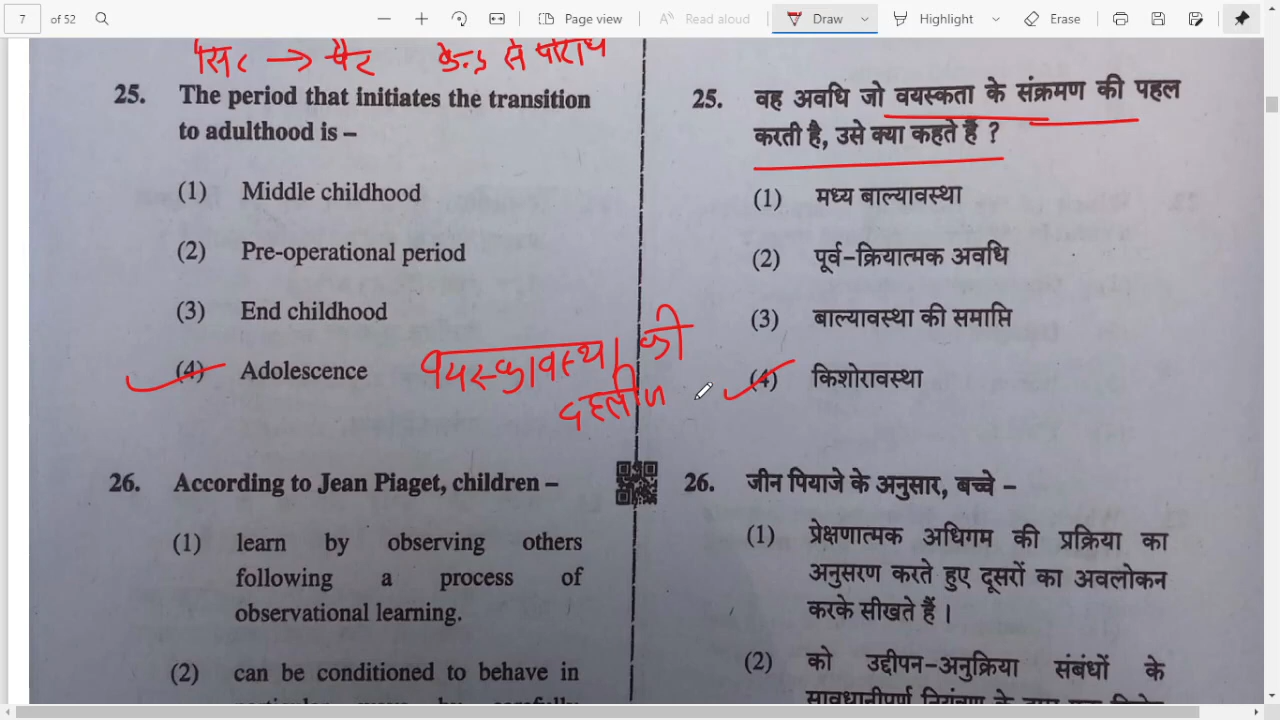 7 of 52 Page view Read aloud Draw Highlight Erase
सिर → पैर केन्द्र से परिधि
25. The period that initiates the transition
to adulthood is –
(1) Middle childhood
(2) Pre-operational period
(3) End childhood
(4) Adolescence
वयस्कावस्था की
दहलीज
26. According to Jean Piaget, children –
(1) learn by observing others
following a process of
observational learning.
(2) can be conditioned to behave in
25. वह अवधि जो वयस्कता के संक्रमण की पहल
करती है, उसे क्या कहते हैं ?
(1) मध्य बाल्यावस्था
(2) पूर्व-क्रियात्मक अवधि
(3) बाल्यावस्था की समाप्ति
(4) किशोरावस्था
26. जीन पियाजे के अनुसार, बच्चे –
(1) प्रेक्षणात्मक अधिगम की प्रक्रिया का
अनुसरण करते हुए दूसरों का अवलोकन
करके सीखते हैं ।
(2) को उद्दीपन-अनुक्रिया संबंधों के